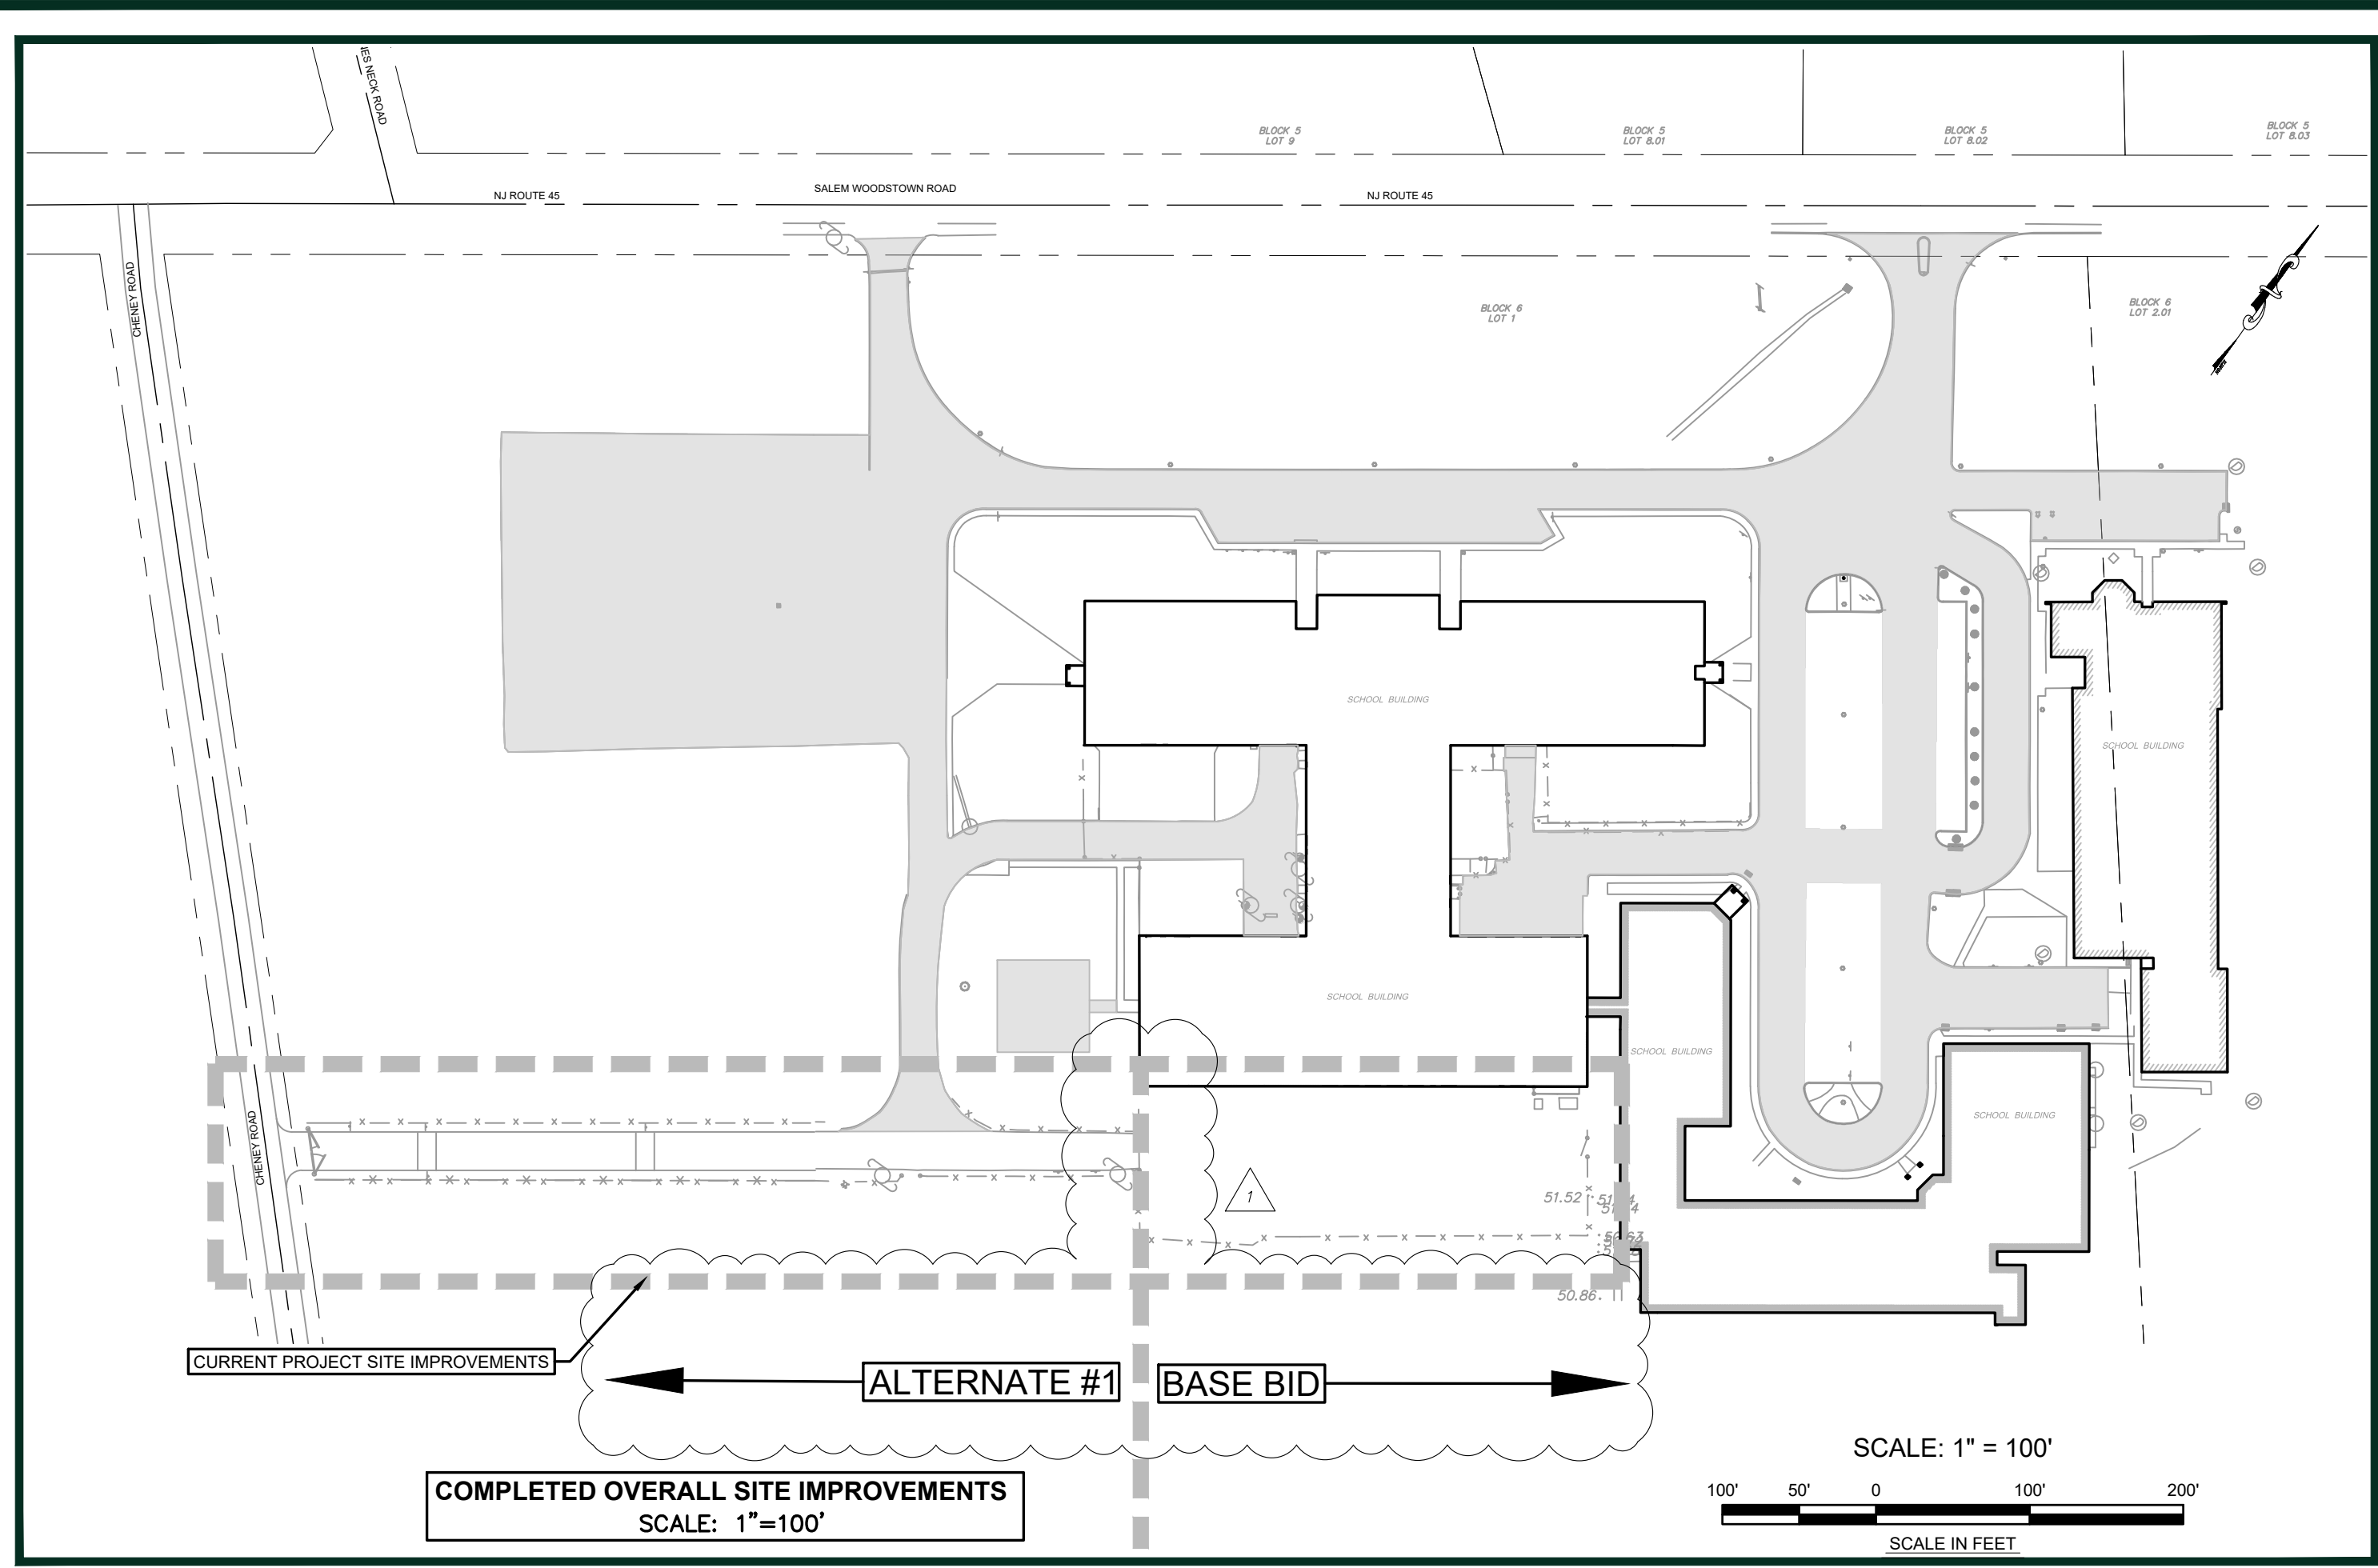 NES NECK ROAD
BLOCK 5
LOT 9
BLOCK 5
LOT 8.01
BLOCK 5
LOT 8.02
BLOCK 5
LOT 8.03
NJ ROUTE 45
SALEM WOODSTOWN ROAD
NJ ROUTE 45
CHENEY ROAD
BLOCK 6
LOT 1
BLOCK 6
LOT 2.01
SCHOOL BUILDING
SCHOOL BUILDING
SCHOOL BUILDING
SCHOOL BUILDING
SCHOOL BUILDING
CHENEY ROAD
1
51.52
50.86
CURRENT PROJECT SITE IMPROVEMENTS
ALTERNATE #1
BASE BID
COMPLETED OVERALL SITE IMPROVEMENTS
SCALE: 1"=100'
SCALE: 1" = 100'
100' 50' 0 100' 200'
SCALE IN FEET